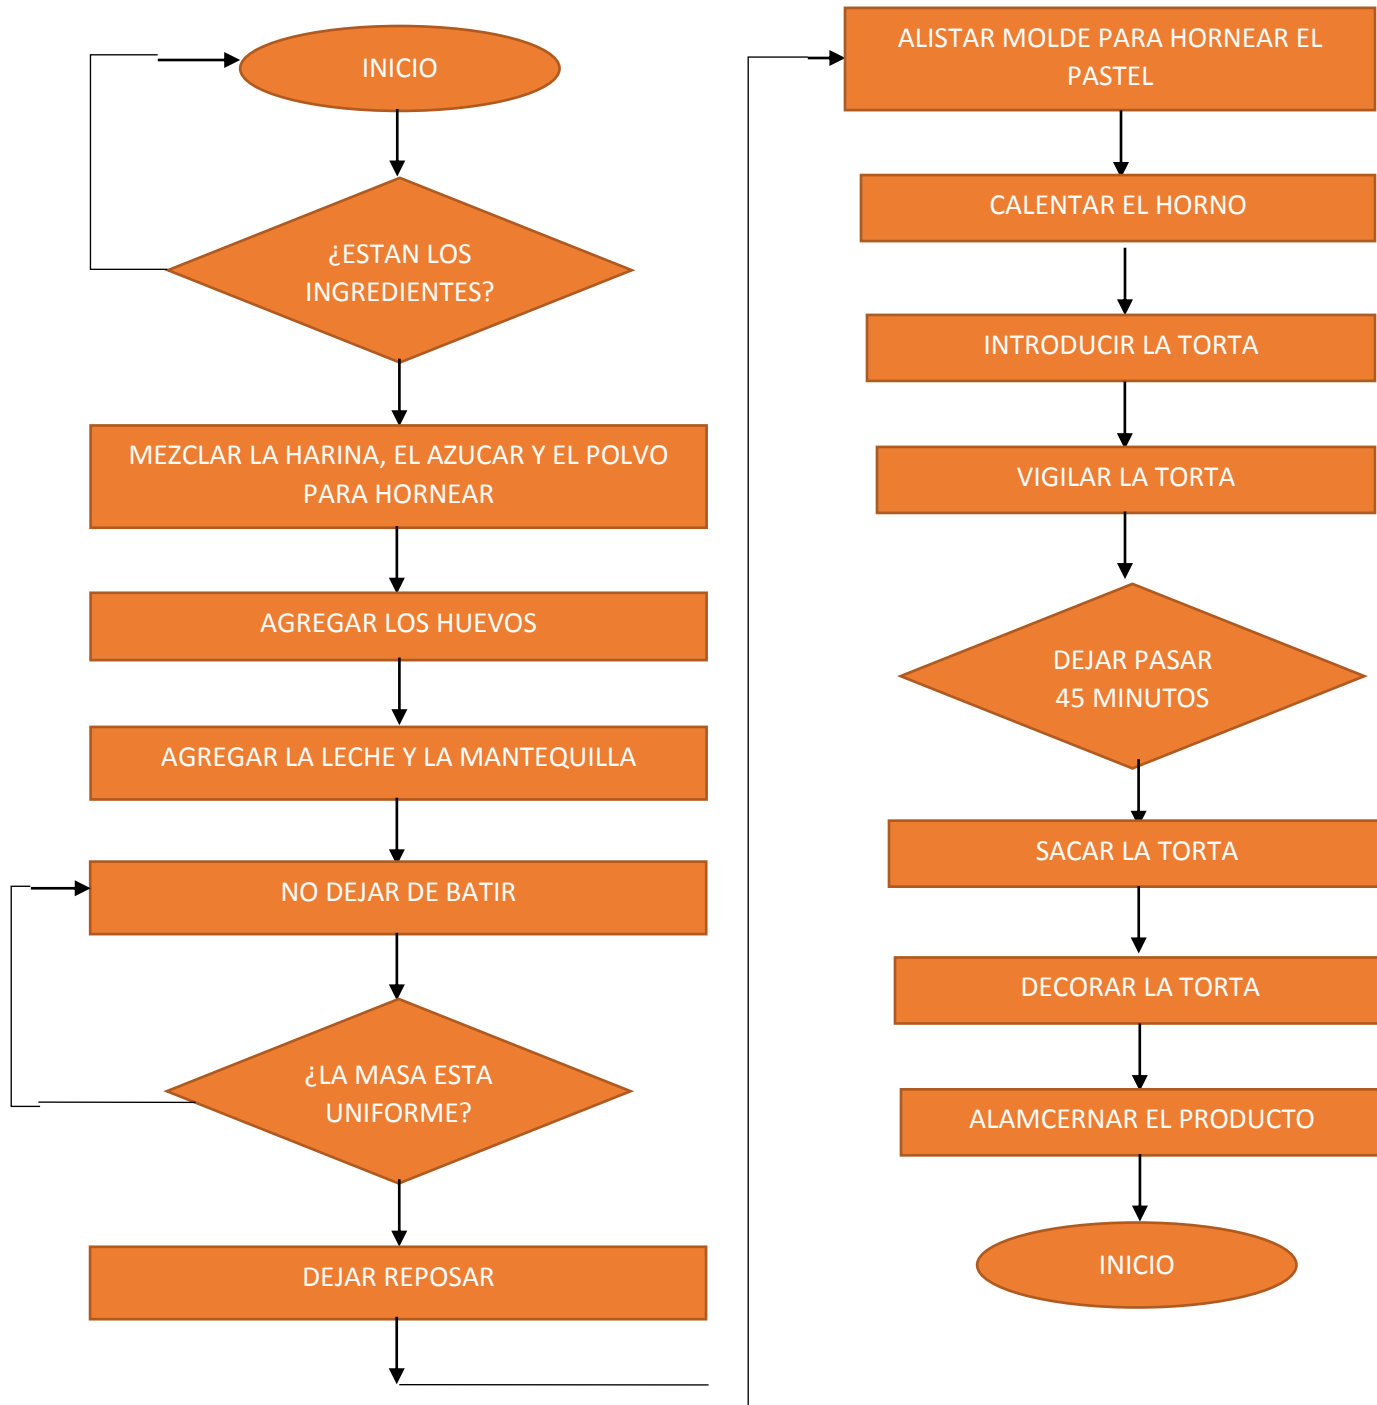 INICIO
¿ESTAN LOS
INGREDIENTES?
MEZCLAR LA HARINA, EL AZUCAR Y EL POLVO
PARA HORNEAR
AGREGAR LOS HUEVOS
AGREGAR LA LECHE Y LA MANTEQUILLA
NO DEJAR DE BATIR
¿LA MASA ESTA
UNIFORME?
DEJAR REPOSAR
ALISTAR MOLDE PARA HORNEAR EL
PASTEL
CALENTAR EL HORNO
INTRODUCIR LA TORTA
VIGILAR LA TORTA
DEJAR PASAR
45 MINUTOS
SACAR LA TORTA
DECORAR LA TORTA
ALAMCERNAR EL PRODUCTO
INICIO